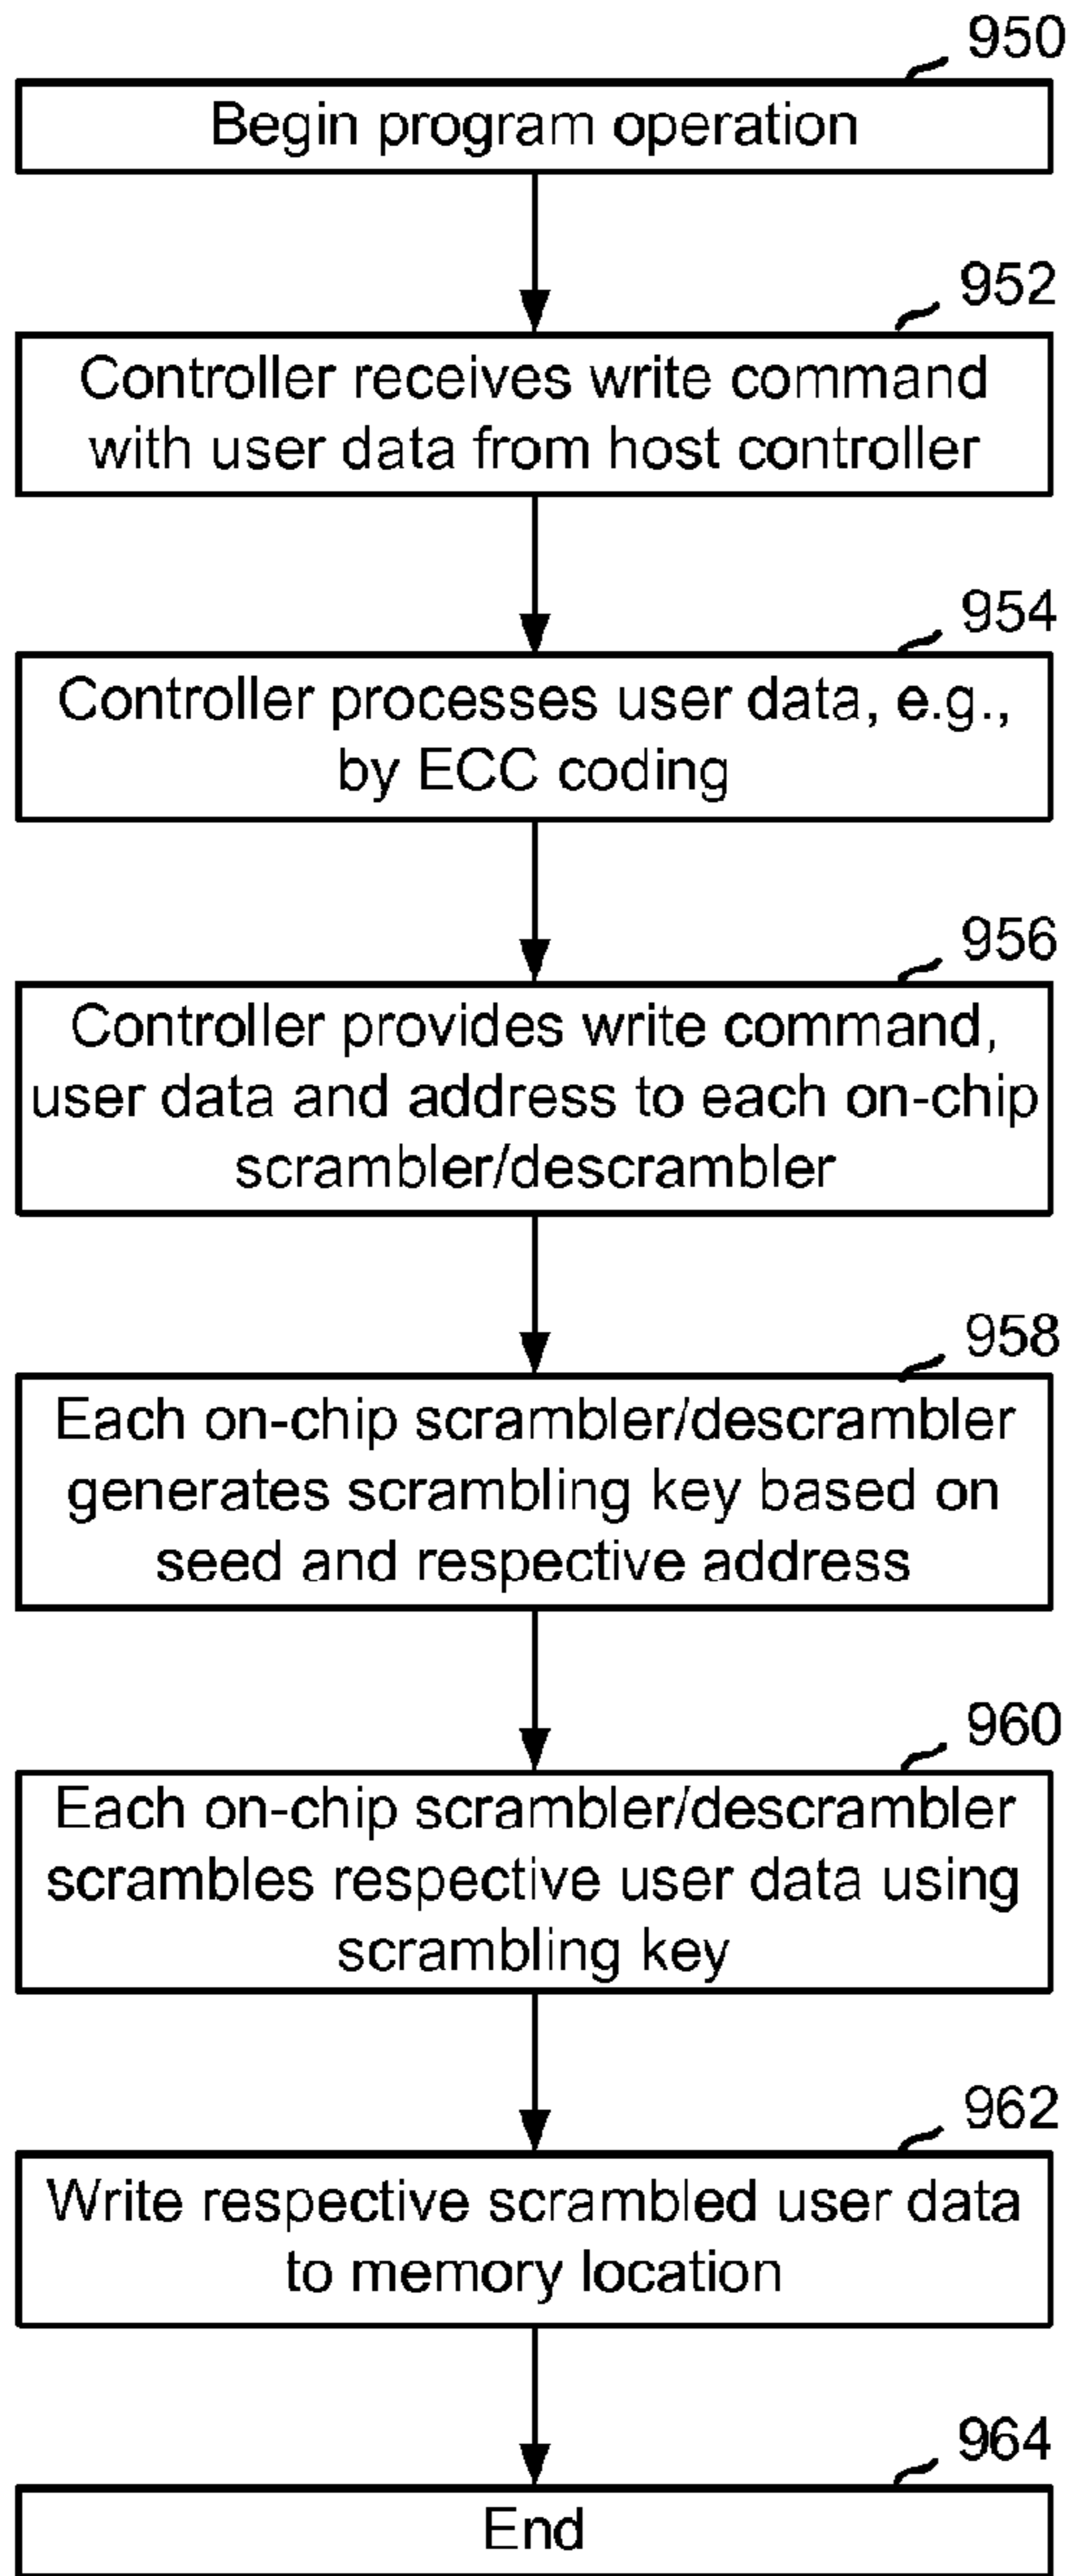 950
Begin program operation
952
Controller receives write command
with user data from host controller
954
Controller processes user data, e.g.,
by ECC coding
956
Controller provides write command,
user data and address to each on-chip
scrambler/descrambler
958
Each on-chip scrambler/descrambler
generates scrambling key based on
seed and respective address
960
Each on-chip scrambler/descrambler
scrambles respective user data using
scrambling key
962
Write respective scrambled user data
to memory location
964
End